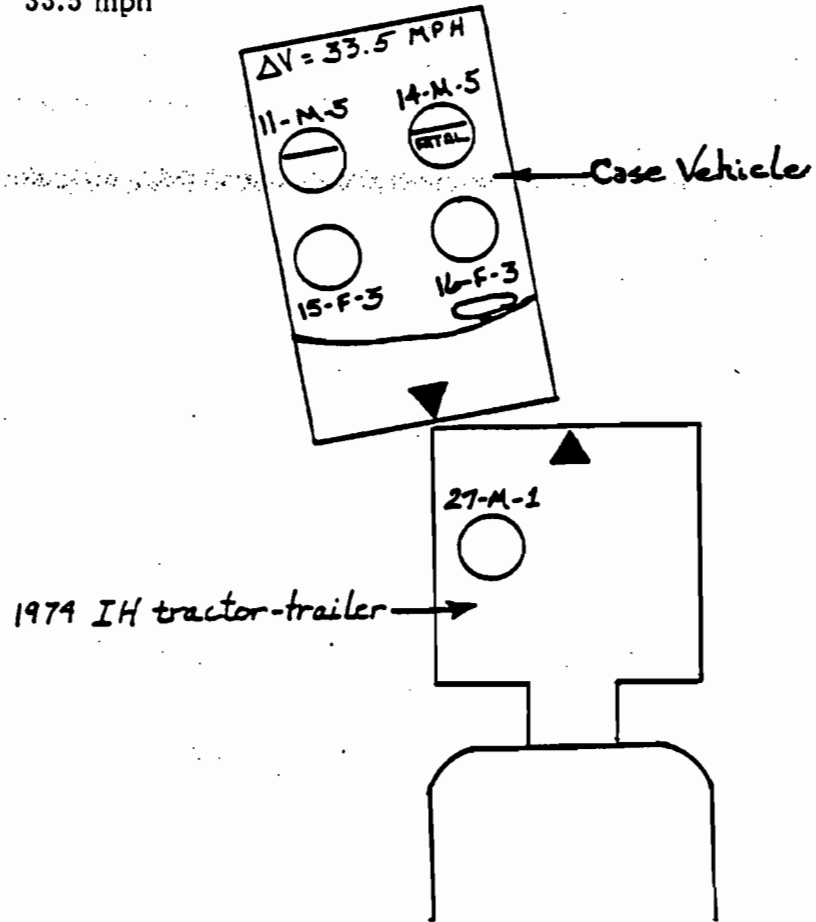 33.5 mph
ΔV = 33.5 MPH
11-M-5
14-M-5
FATAL
Case Vehicle
15-F-3
16-F-3
27-M-1
1974 IH tractor-trailer